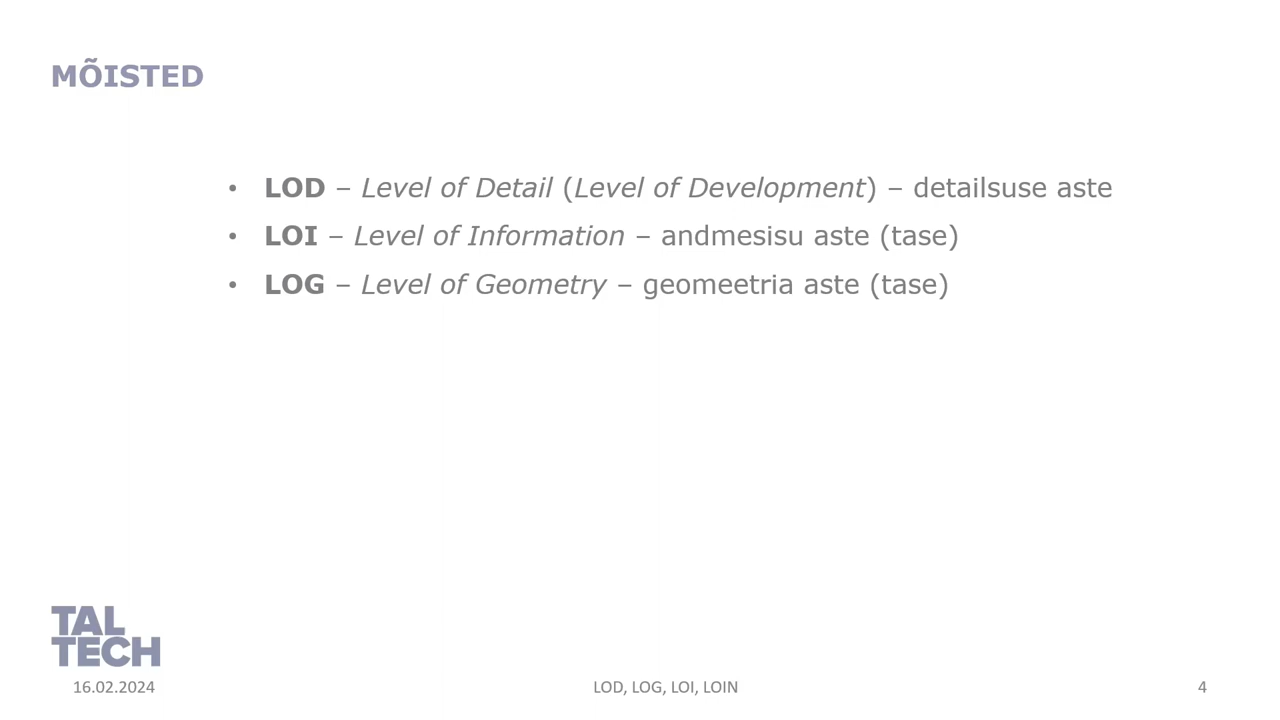 MÕISTED
• LOD – Level of Detail (Level of Development) – detailsuse aste
• LOI – Level of Information – andmesisu aste (tase)
• LOG – Level of Geometry – geomeetria aste (tase)
TAL
TECH
16.02.2024
LOD, LOG, LOI, LOIN
4